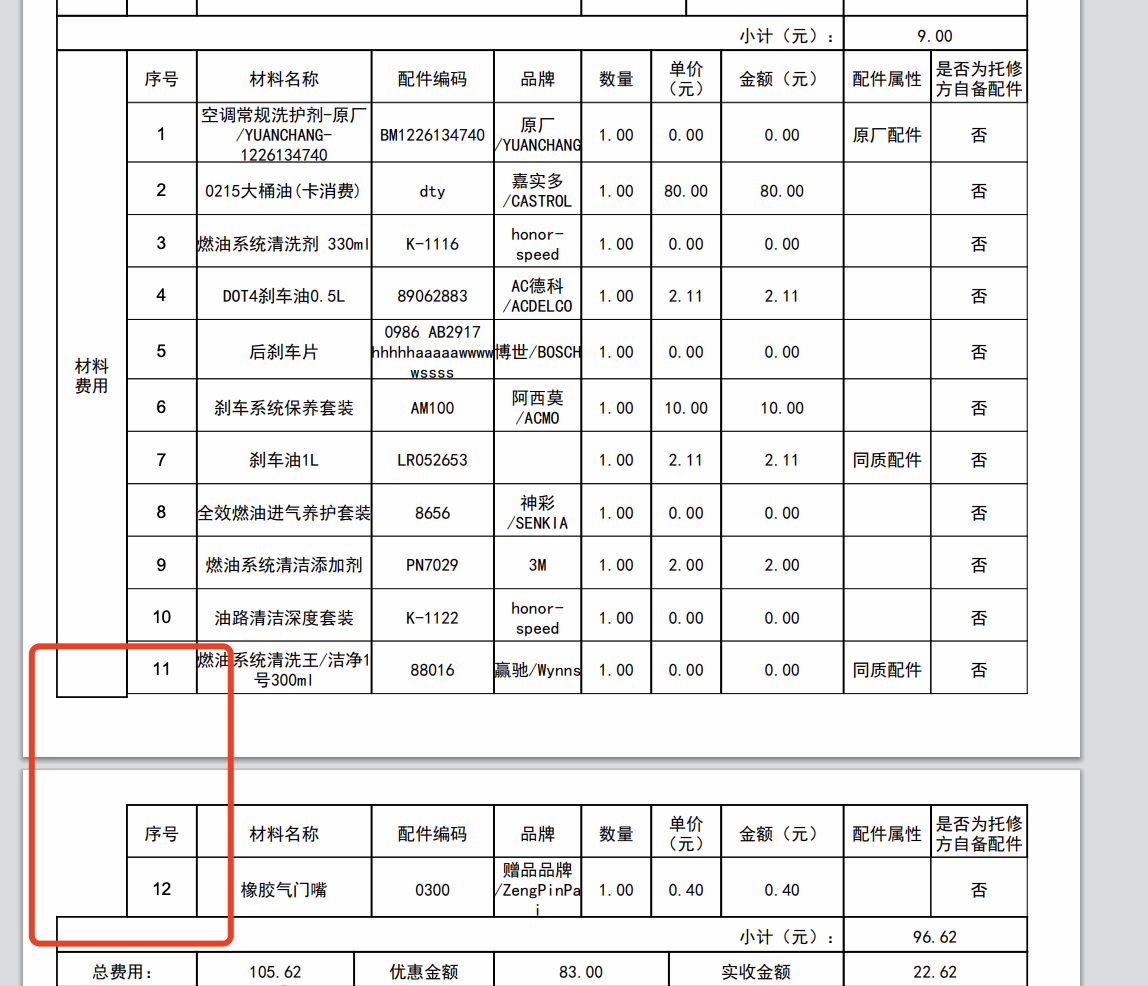 小计（元）： 9.00
材料费用
序号 材料名称 配件编码 品牌 数量 单价（元） 金额（元） 配件属性 是否为托修方自备配件
1 空调常规洗护剂-原厂/YUANCHANG-1226134740 BM1226134740 原厂/YUANCHANG 1.00 0.00 0.00 原厂配件 否
2 0215大桶油(卡消费) dty 嘉实多/CASTROL 1.00 80.00 80.00 否
3 燃油系统清洗剂 330ml K-1116 honor-speed 1.00 0.00 0.00 否
4 DOT4刹车油0.5L 89062883 AC德科/ACDELCO 1.00 2.11 2.11 否
5 后刹车片 0986 AB2917 hhhhhaaaaawwwwwssss 博世/BOSCH 1.00 0.00 0.00 否
6 刹车系统保养套装 AM100 阿西莫/ACMO 1.00 10.00 10.00 否
7 刹车油1L LR052653 1.00 2.11 2.11 同质配件 否
8 全效燃油进气养护套装 8656 神彩/SENKIA 1.00 0.00 0.00 否
9 燃油系统清洁添加剂 PN7029 3M 1.00 2.00 2.00 否
10 油路清洁深度套装 K-1122 honor-speed 1.00 0.00 0.00 否
11 燃油系统清洗王/洁净1号300ml 88016 赢驰/Wynns 1.00 0.00 0.00 同质配件 否
序号 材料名称 配件编码 品牌 数量 单价（元） 金额（元） 配件属性 是否为托修方自备配件
12 橡胶气门嘴 0300 赠品品牌/ZengPinPai 1.00 0.40 0.40 否
小计（元）： 96.62
总费用： 105.62 优惠金额 83.00 实收金额 22.62